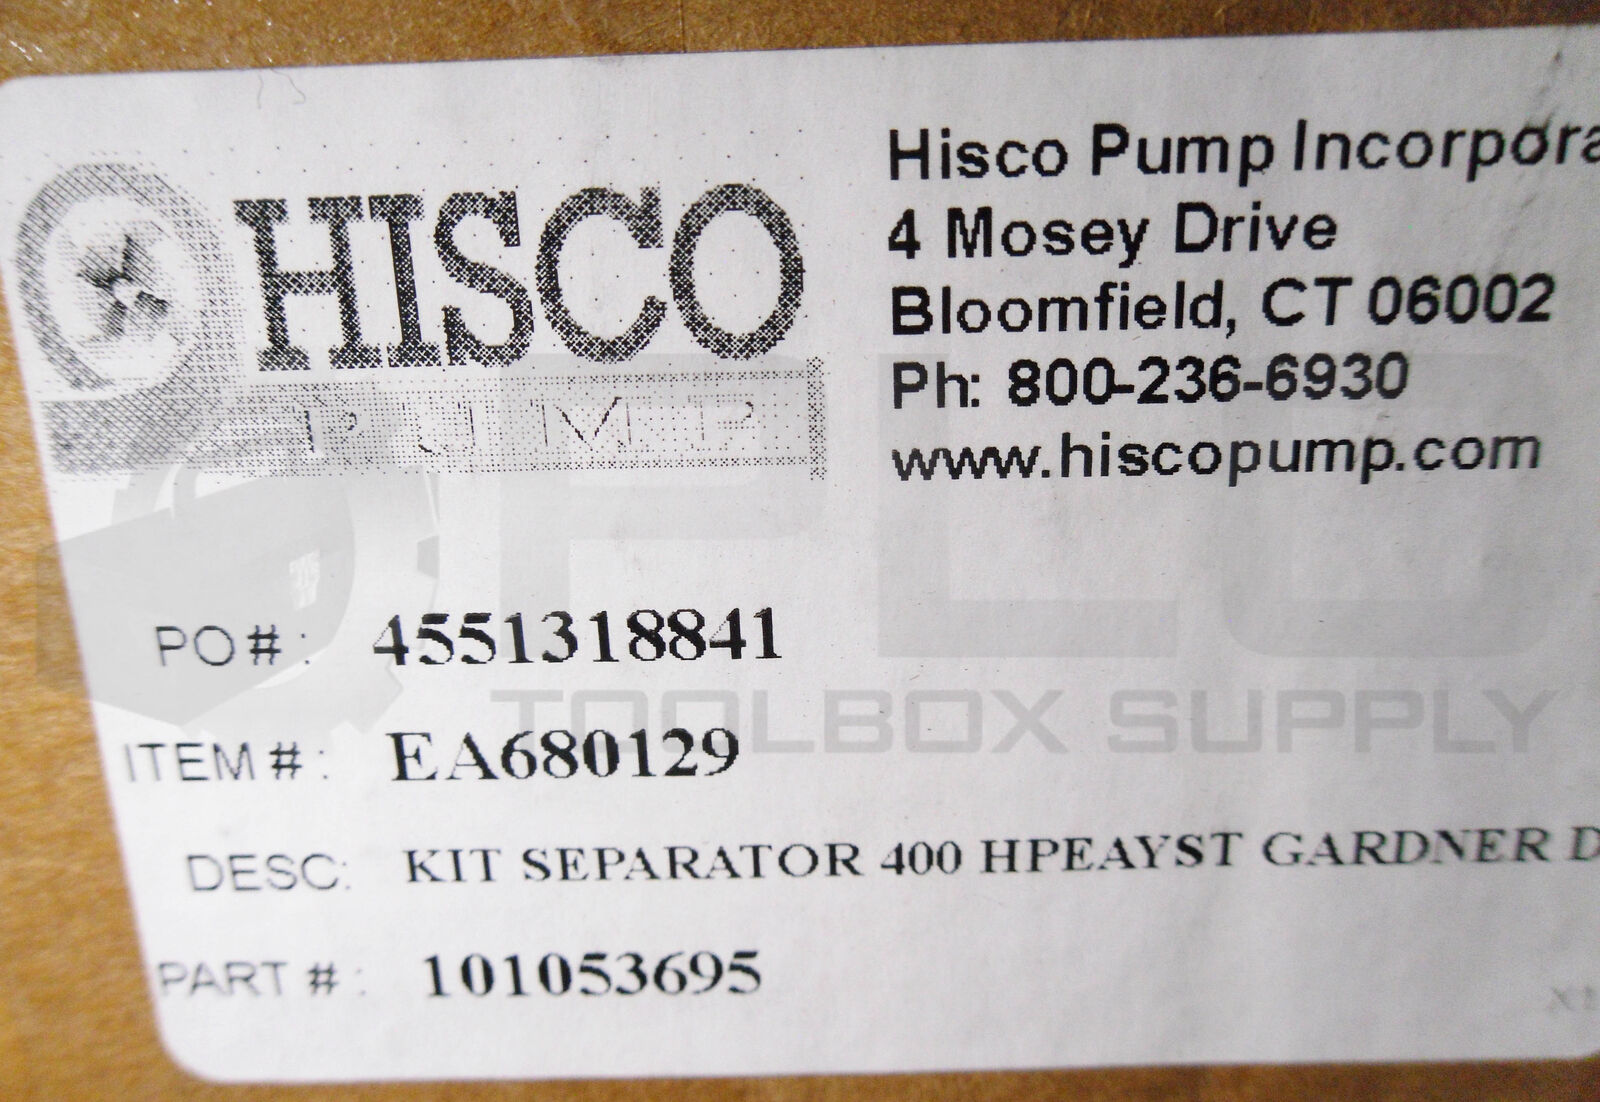 HISCO
PUMP
Hisco Pump Incorpora
4 Mosey Drive
Bloomfield, CT 06002
Ph: 800-236-6930
www.hiscopump.com
PO#: 4551318841
ITEM#: EA680129
DESC: KIT SEPARATOR 400 HPEAYST GARDNER D
PART #: 101053695
PLC
TOOLBOX SUPPLY